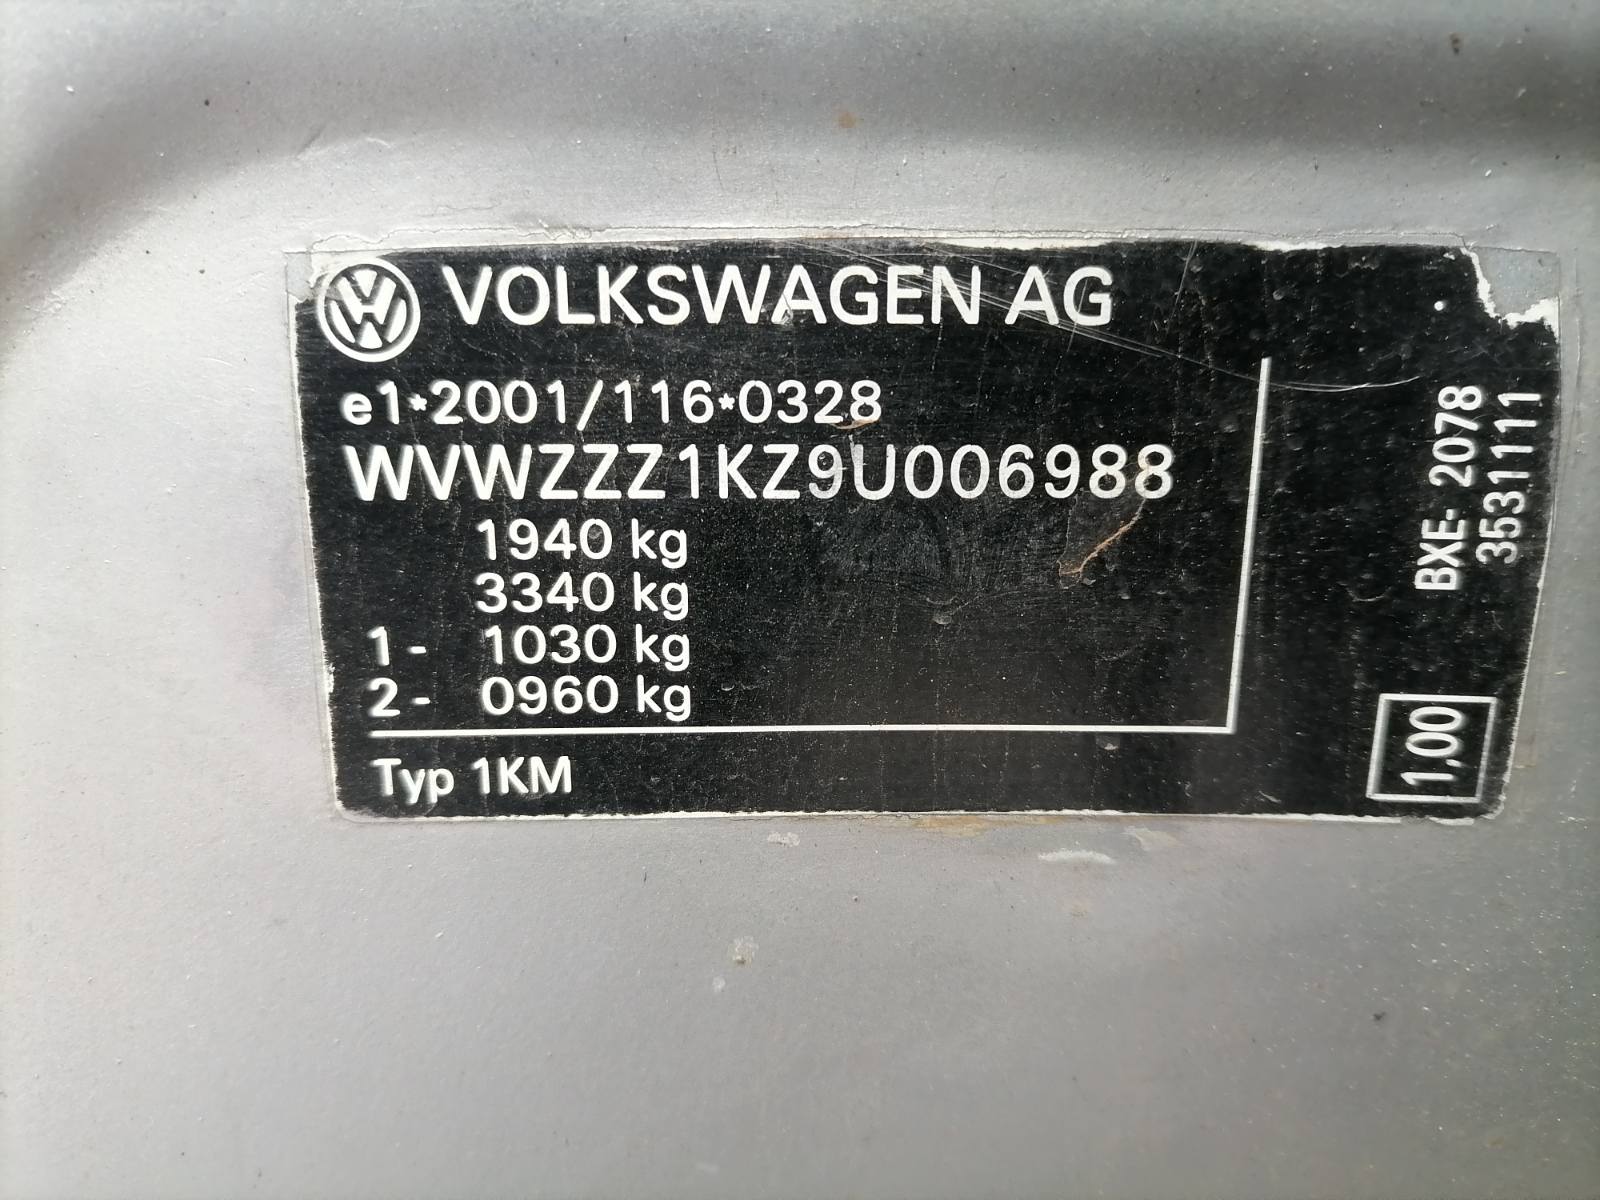 VOLKSWAGEN AG
e1*2001/116*0328
WVWZZZ1KZ9U006988
1940 kg
3340 kg
1- 1030 kg
2- 0960 kg
Typ 1KM
BXE- 2078
3531111
1,00